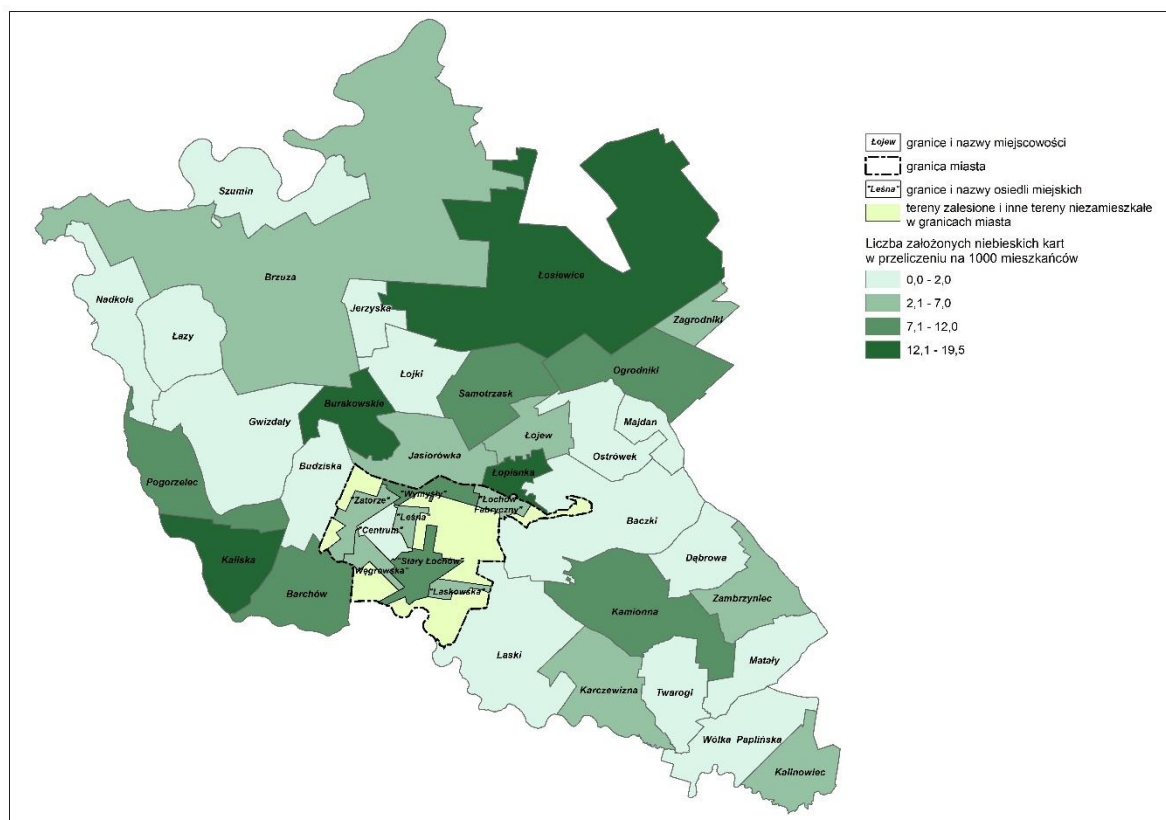 Szumin
Brzuza
Nadkole
Łazy
Jerzyska
Łosiewice
Zagrodniki
Łojki
Ogrodniki
Samotrzask
Burakowskie
Gwizdały
Majdan
Łojew
Jasiorówka
Ostrówek
Budziska
Łopianka
Pogorzelec
"Zatorze"
"Wymysły"
"Łochów
Fabryczny"
"Leśna"
Baczki
"Centrum"
Dąbrowa
Kaliska
"Stary Łochów"
"Węgrowska"
Barchów
"Laskowska"
Zambrzyniec
Kamionna
Laski
Matały
Karczewizna
Twarogi
Wólka Paplińska
Kalinowiec
Łojew granice i nazwy miejscowości
granica miasta
"Leśna" granice i nazwy osiedli miejskich
tereny zalesione i inne tereny niezamieszkałe
w granicach miasta
Liczba założonych niebieskich kart
w przeliczeniu na 1000 mieszkańców
0,0 - 2,0
2,1 - 7,0
7,1 - 12,0
12,1 - 19,5